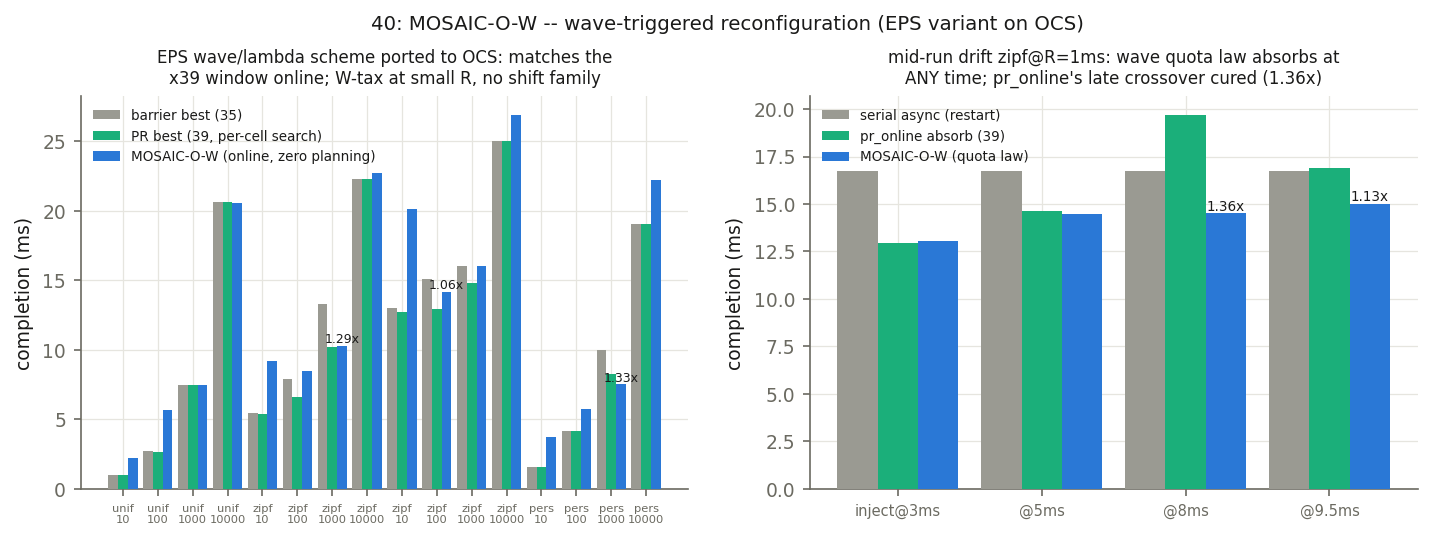 40: MOSAIC-O-W -- wave-triggered reconfiguration (EPS variant on OCS)
EPS wave/lambda scheme ported to OCS: matches the
x39 window online; W-tax at small R, no shift family
barrier best (35)
PR best (39, per-cell search)
MOSAIC-O-W (online, zero planning)
completion (ms)
25
20
15
10
5
0
1.29x
1.06x
1.33x
unif unif unif unif zipf zipf zipf zipf zipf zipf zipf zipf pers pers pers pers
10 100 1000 10000 10 100 1000 10000 10 100 1000 10000 10 100 1000 10000
mid-run drift zipf@R=1ms: wave quota law absorbs at
ANY time; pr_online's late crossover cured (1.36x)
serial async (restart)
pr_online absorb (39)
MOSAIC-O-W (quota law)
completion (ms)
20.0
17.5
15.0
12.5
10.0
7.5
5.0
2.5
0.0
1.36x
1.13x
inject@3ms @5ms @8ms @9.5ms